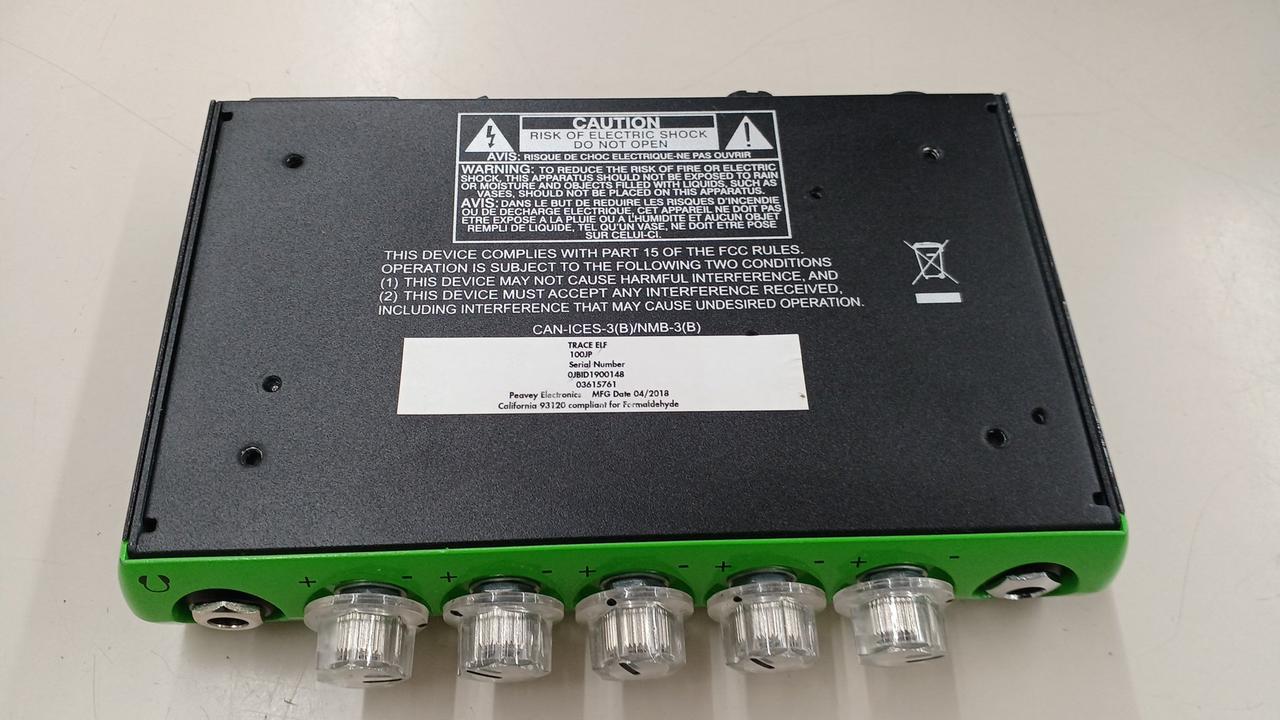 CAUTION
RISK OF ELECTRIC SHOCK
DO NOT OPEN
AVIS: RISQUE DE CHOC ELECTRIQUE-NE PAS OUVRIR
WARNING: TO REDUCE THE RISK OF FIRE OR ELECTRIC
SHOCK, THIS APPARATUS SHOULD NOT BE EXPOSED TO RAIN
OR MOISTURE AND OBJECTS FILLED WITH LIQUIDS, SUCH AS
VASES, SHOULD NOT BE PLACED ON THIS APPARATUS.
AVIS: DANS LE BUT DE REDUIRE LES RISQUES D'INCENDIE
OU DE DECHARGE ELECTRIQUE, CET APPAREIL NE DOIT PAS
ETRE EXPOSE A LA PLUIE OU A L'HUMIDITE ET AUCUN OBJET
REMPLI DE LIQUIDE, TEL QU'UN VASE, NE DOIT ETRE POSE
SUR CELUI-CI.
THIS DEVICE COMPLIES WITH PART 15 OF THE FCC RULES.
OPERATION IS SUBJECT TO THE FOLLOWING TWO CONDITIONS
(1) THIS DEVICE MAY NOT CAUSE HARMFUL INTERFERENCE, AND
(2) THIS DEVICE MUST ACCEPT ANY INTERFERENCE RECEIVED,
INCLUDING INTERFERENCE THAT MAY CAUSE UNDESIRED OPERATION.
CAN-ICES-3(B)/NMB-3(B)
TRACE ELF
100JP
Serial Number
0JBID1900148
03615761
Peavey Electronics MFG Date 04/2018
California 93120 compliant for Formaldehyde
+ - + - + - + - + -